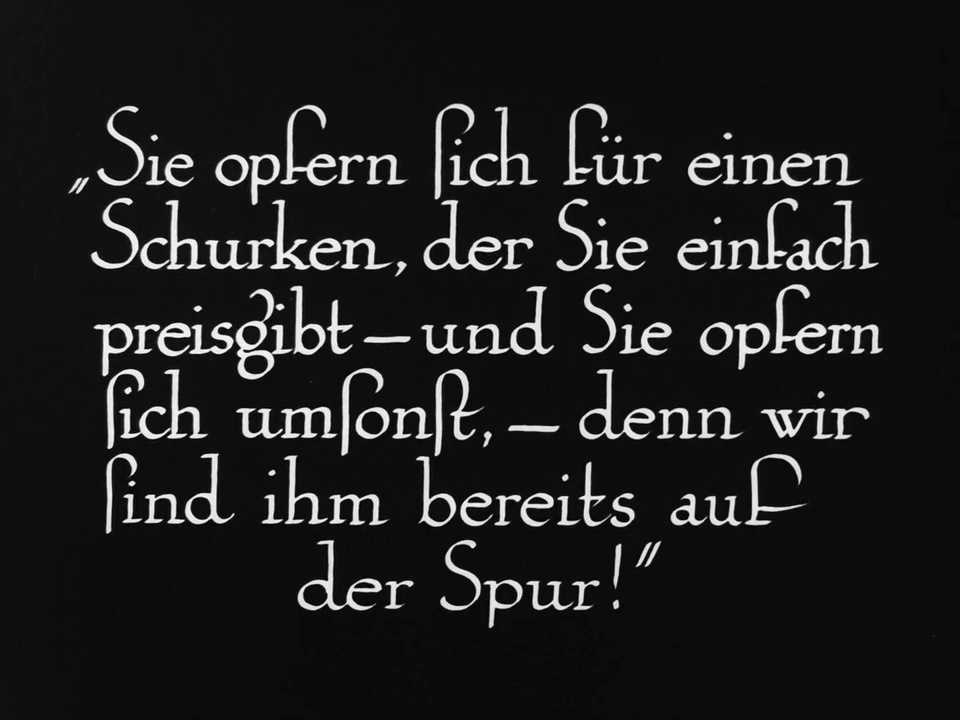 „Sie opfern ſich für einen
Schurken, der Sie einfach
preisgibt – und Sie opfern
ſich umſonſt, – denn wir
ſind ihm bereits auf
der Spur!"